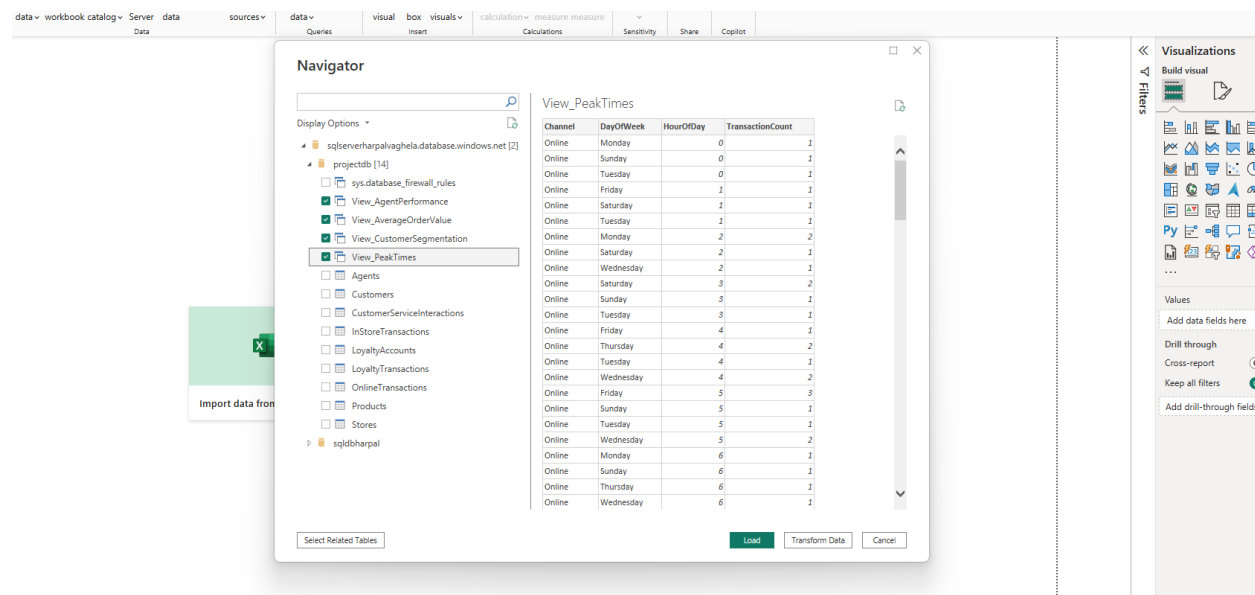 data workbook catalog Server data sources data visual box visuals calculation measure measure
Data Queries Insert Calculations Sensitivity Share Copilot
Navigator
Display Options
sqlserverharpalvaghela.database.windows.net [2]
projectdb [14]
sys.database_firewall_rules
View_AgentPerformance
View_AverageOrderValue
View_CustomerSegmentation
View_PeakTimes
Agents
Customers
CustomerServiceInteractions
InStoreTransactions
LoyaltyAccounts
LoyaltyTransactions
OnlineTransactions
Products
Stores
sqldbharpal
Select Related Tables
View_PeakTimes
Channel DayOfWeek HourOfDay TransactionCount
Online Monday 0 1
Online Sunday 0 1
Online Tuesday 0 1
Online Friday 1 1
Online Saturday 1 1
Online Tuesday 1 1
Online Monday 2 2
Online Saturday 2 1
Online Wednesday 2 1
Online Saturday 3 2
Online Sunday 3 1
Online Tuesday 3 1
Online Friday 4 1
Online Thursday 4 2
Online Tuesday 4 1
Online Wednesday 4 2
Online Friday 5 3
Online Sunday 5 1
Online Tuesday 5 1
Online Wednesday 5 2
Online Monday 6 1
Online Sunday 6 1
Online Thursday 6 1
Online Wednesday 6 1
Load Transform Data Cancel
Import data from
Filters
Visualizations
Build visual
Py
...
Values
Add data fields here
Drill through
Cross-report
Keep all filters
Add drill-through fields